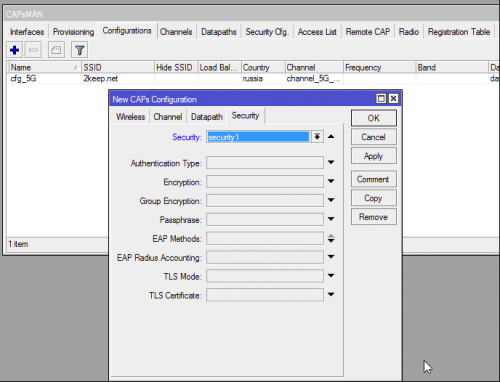 CAPsMAN
Interfaces Provisioning Configurations Channels Datapaths Security Cfg. Access List Remote CAP Radio Registration Table
Name / SSID Hide SSID Load Bal... Country Channel Frequency Band Da
cfg_5G 2keep.net russia channel_5G_... da
New CAPs Configuration
Wireless Channel Datapath Security
Security: security1
Authentication Type:
Encryption:
Group Encryption:
Passphrase:
EAP Methods:
EAP Radius Accounting:
TLS Mode:
TLS Certificate:
OK
Cancel
Apply
Comment
Copy
Remove
1 item